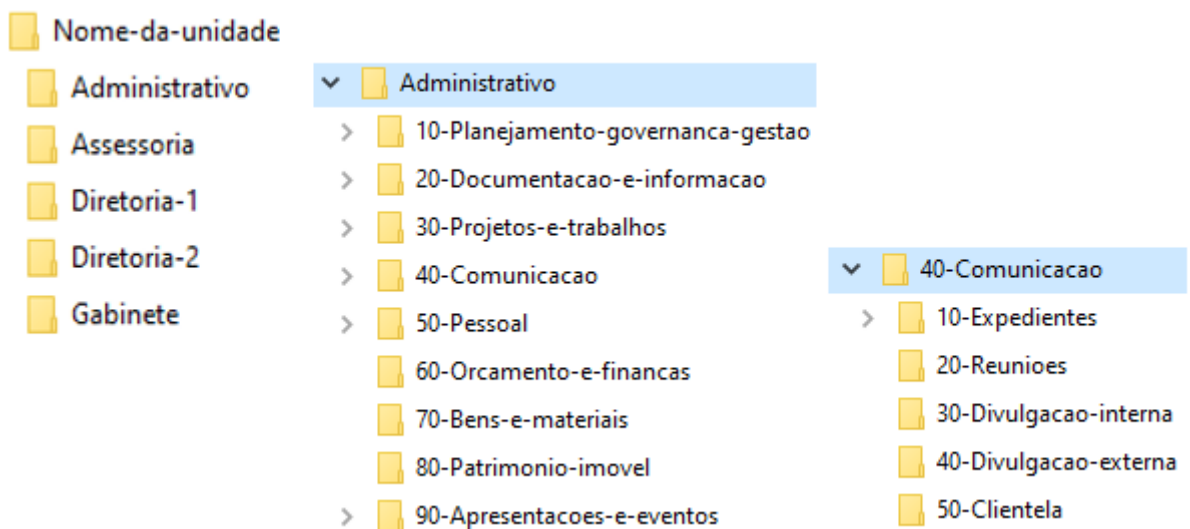 Nome-da-unidade
Administrativo
Assessoria
Diretoria-1
Diretoria-2
Gabinete
Administrativo
10-Planejamento-governanca-gestao
20-Documentacao-e-informacao
30-Projetos-e-trabalhos
40-Comunicacao
50-Pessoal
60-Orcamento-e-financas
70-Bens-e-materiais
80-Patrimonio-imovel
90-Apresentacoes-e-eventos
40-Comunicacao
10-Expedientes
20-Reunioes
30-Divulgacao-interna
40-Divulgacao-externa
50-Clientela